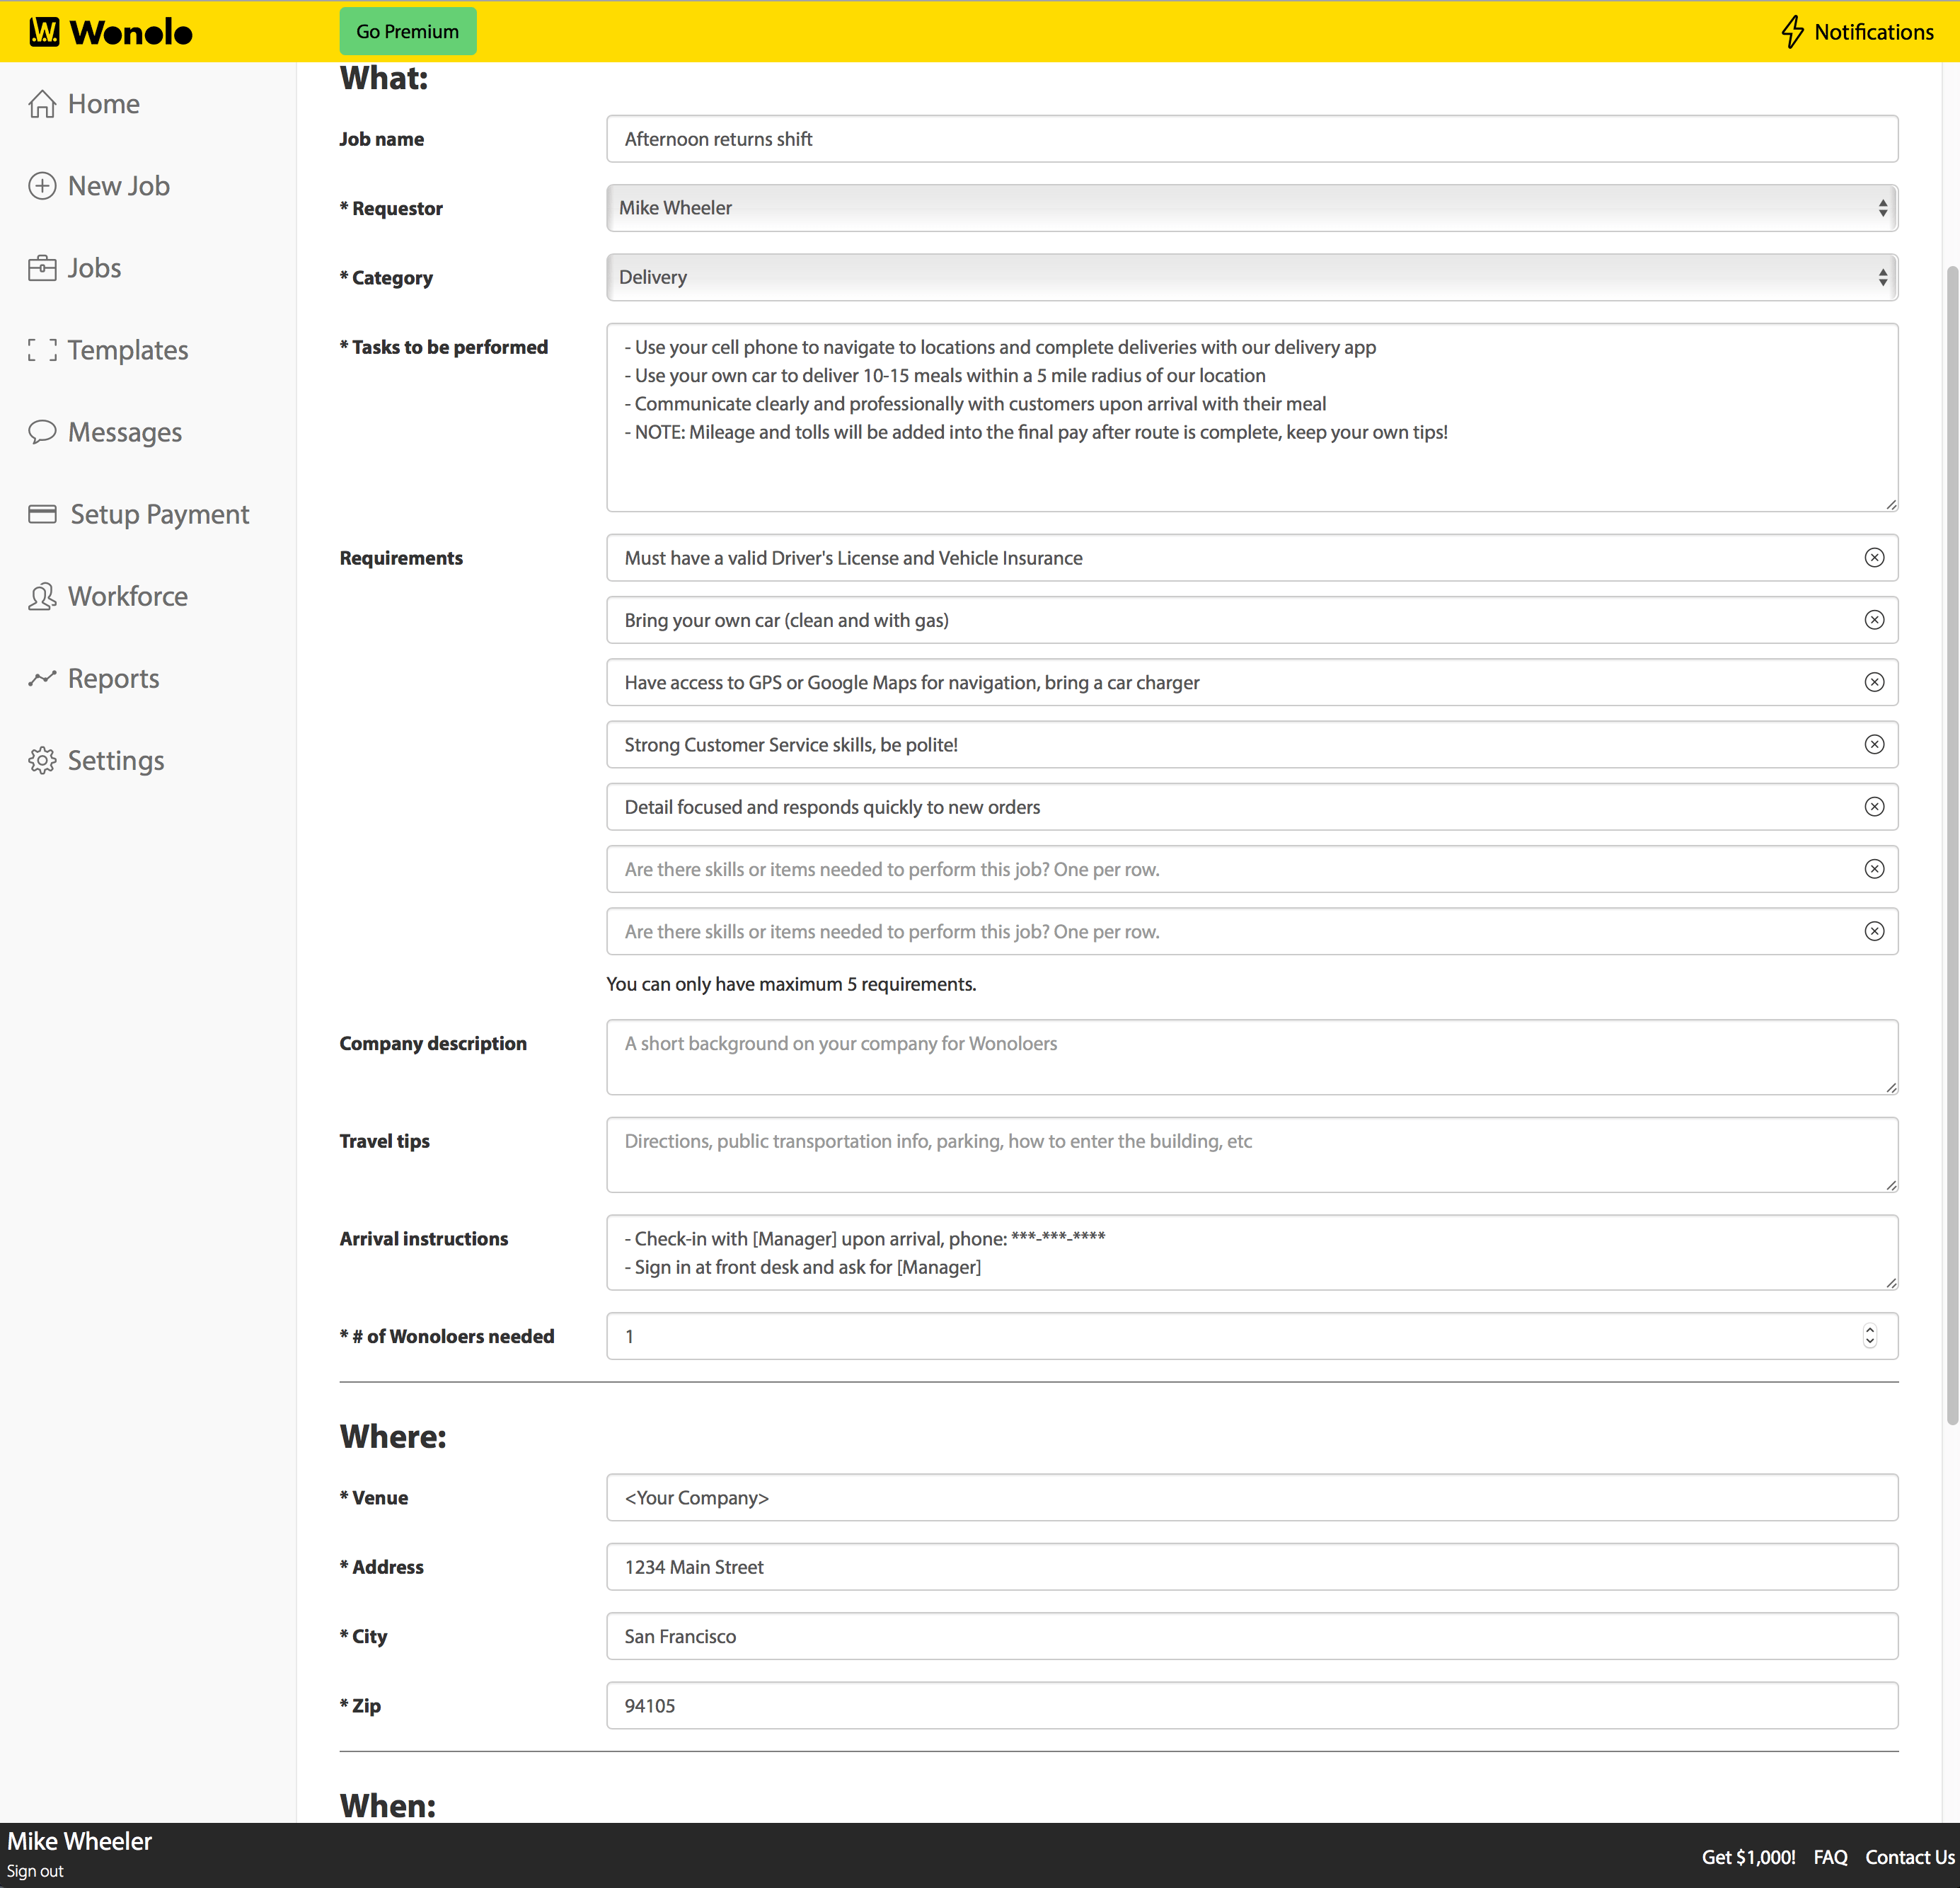 Wonolo
Go Premium
Notifications
Home
New Job
Jobs
Templates
Messages
Setup Payment
Workforce
Reports
Settings
What:
Job name
Afternoon returns shift
* Requestor
Mike Wheeler
* Category
Delivery
* Tasks to be performed
- Use your cell phone to navigate to locations and complete deliveries with our delivery app
- Use your own car to deliver 10-15 meals within a 5 mile radius of our location
- Communicate clearly and professionally with customers upon arrival with their meal
- NOTE: Mileage and tolls will be added into the final pay after route is complete, keep your own tips!
Requirements
Must have a valid Driver's License and Vehicle Insurance
Bring your own car (clean and with gas)
Have access to GPS or Google Maps for navigation, bring a car charger
Strong Customer Service skills, be polite!
Detail focused and responds quickly to new orders
Are there skills or items needed to perform this job? One per row.
Are there skills or items needed to perform this job? One per row.
You can only have maximum 5 requirements.
Company description
A short background on your company for Wonoloers
Travel tips
Directions, public transportation info, parking, how to enter the building, etc
Arrival instructions
- Check-in with [Manager] upon arrival, phone: ***-***-****
- Sign in at front desk and ask for [Manager]
* # of Wonoloers needed
1
Where:
* Venue
<Your Company>
* Address
1234 Main Street
* City
San Francisco
* Zip
94105
When:
Mike Wheeler
Sign out
Get $1,000!
FAQ
Contact Us